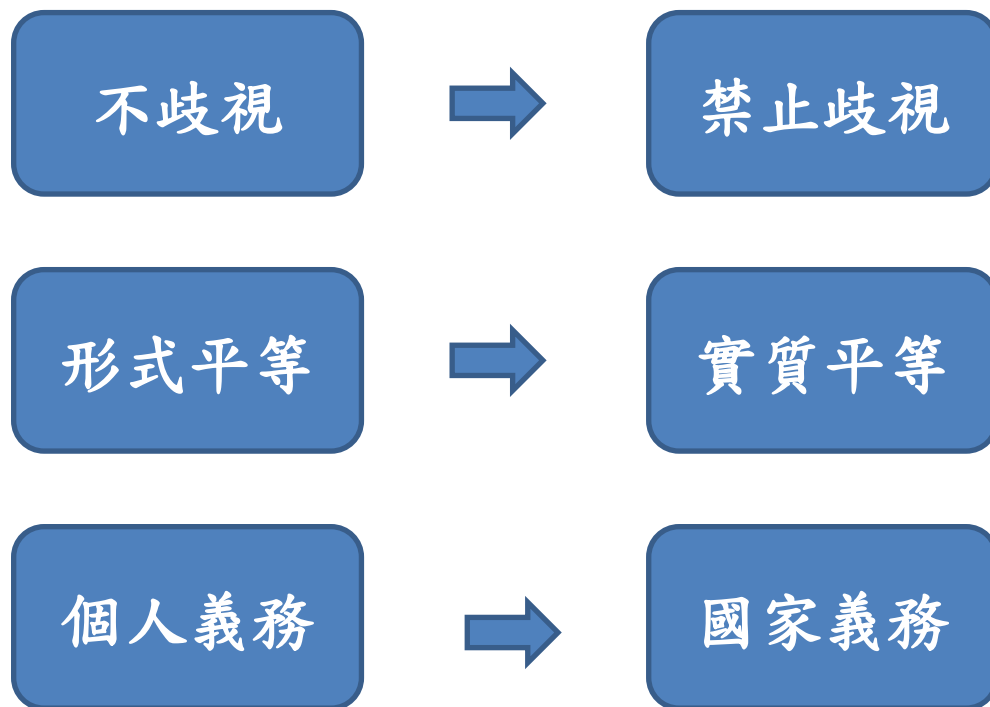 不歧視
禁止歧視
形式平等
實質平等
個人義務
國家義務